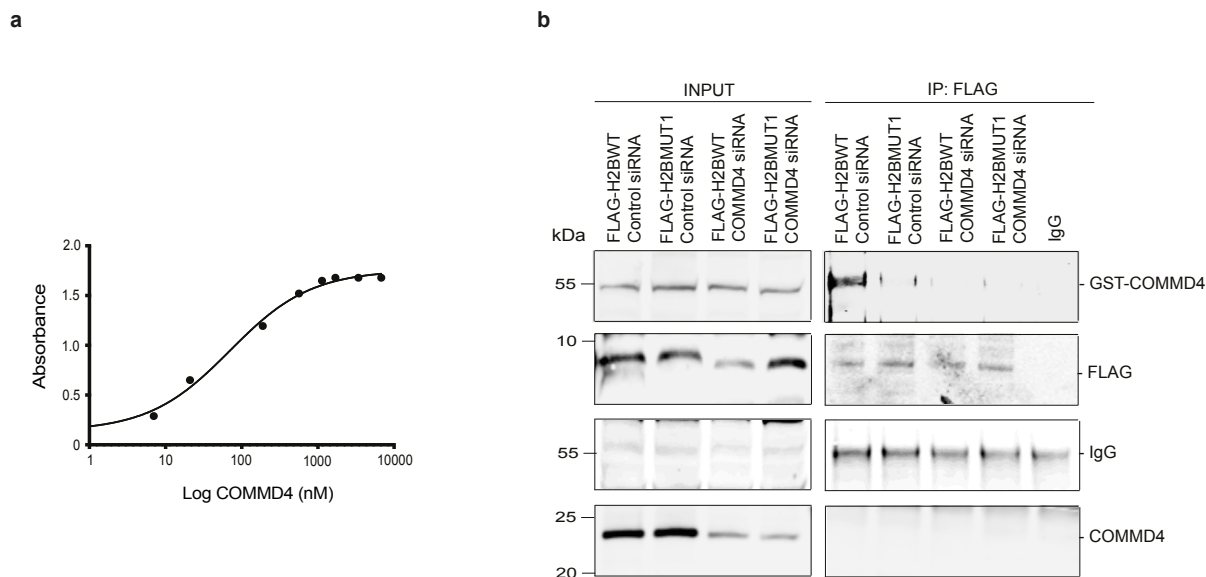 a
b
2.0
1.5
1.0
0.5
0
Absorbance
1
10
100
1000
10000
Log COMMD4 (nM)
INPUT
IP: FLAG
FLAG-H2BWT
Control siRNA
FLAG-H2BMUT1
Control siRNA
FLAG-H2BWT
COMMD4 siRNA
FLAG-H2BMUT1
COMMD4 siRNA
FLAG-H2BWT
Control siRNA
FLAG-H2BMUT1
Control siRNA
FLAG-H2BWT
COMMD4 siRNA
FLAG-H2BMUT1
COMMD4 siRNA
IgG
kDa
55
GST-COMMD4
10
FLAG
55
IgG
25
COMMD4
20